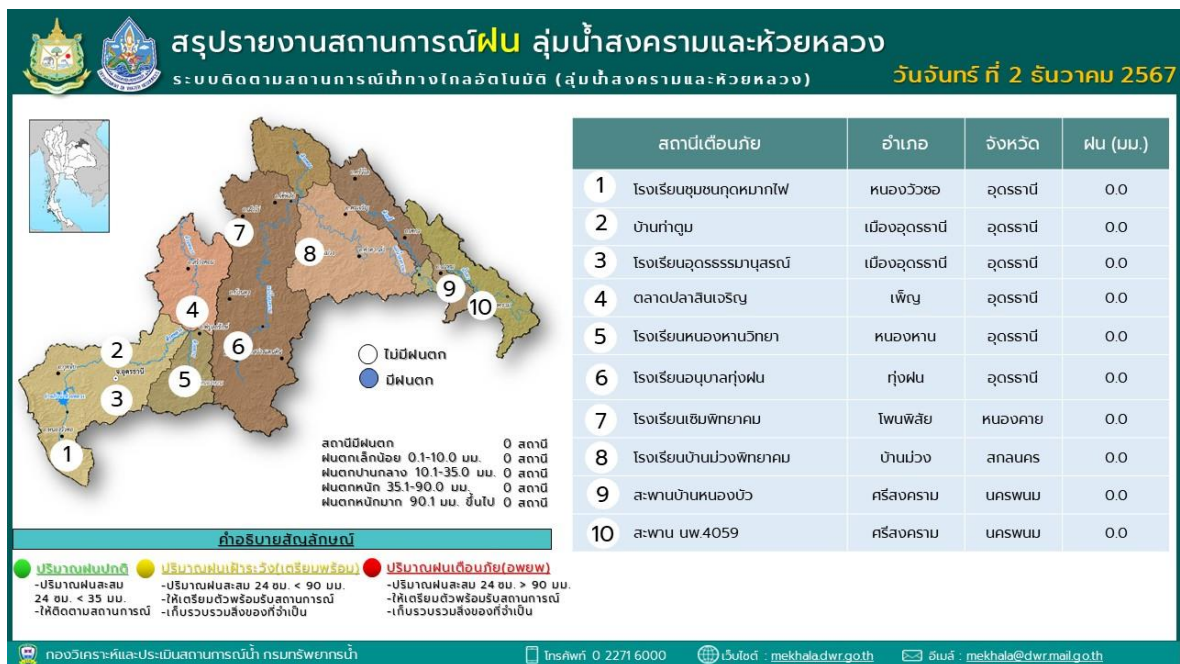 สรุปรายงานสถานการณ์ฝน ลุ่มน้ำสงครามและห้วยหลวง
ระบบติดตามสถานการณ์น้ำทางไกลอัตโนมัติ (ลุ่มน้ำสงครามและห้วยหลวง)
วันจันทร์ ที่ 2 ธันวาคม 2567
1
2
3
4
5
6
7
8
9
10
ไม่มีฝนตก
มีฝนตก
สถานีมีฝนตก 0 สถานี
ฝนตกเล็กน้อย 0.1-10.0 มม. 0 สถานี
ฝนตกปานกลาง 10.1-35.0 มม. 0 สถานี
ฝนตกหนัก 35.1-90.0 มม. 0 สถานี
ฝนตกหนักมาก 90.1 มม. ขึ้นไป 0 สถานี
สถานีเตือนภัย อำเภอ จังหวัด ฝน (มม.)
1 โรงเรียนชุมชนกุดหมากไฟ หนองวัวซอ อุดรธานี 0.0
2 บ้านท่าตูม เมืองอุดรธานี อุดรธานี 0.0
3 โรงเรียนอุดรธรรมานุสรณ์ เมืองอุดรธานี อุดรธานี 0.0
4 ตลาดปลาสินเจริญ เพ็ญ อุดรธานี 0.0
5 โรงเรียนหนองหานวิทยา หนองหาน อุดรธานี 0.0
6 โรงเรียนอนุบาลทุ่งฝน ทุ่งฝน อุดรธานี 0.0
7 โรงเรียนเซิมพิทยาคม โพนพิสัย หนองคาย 0.0
8 โรงเรียนบ้านม่วงพิทยาคม บ้านม่วง สกลนคร 0.0
9 สะพานบ้านหนองบัว ศรีสงคราม นครพนม 0.0
10 สะพาน นพ.4059 ศรีสงคราม นครพนม 0.0
คำอธิบายสัญลักษณ์
ปริมาณฝนปกติ
-ปริมาณฝนสะสม
24 ชม. < 35 มม.
-ให้ติดตามสถานการณ์
ปริมาณฝนเฝ้าระวัง(เตรียมพร้อม)
-ปริมาณฝนสะสม 24 ชม. < 90 มม.
-ให้เตรียมตัวพร้อมรับสถานการณ์
-เก็บรวบรวมสิ่งของที่จำเป็น
ปริมาณฝนเตือนภัย(อพยพ)
-ปริมาณฝนสะสม 24 ชม. > 90 มม.
-ให้เตรียมตัวพร้อมรับสถานการณ์
-เก็บรวบรวมสิ่งของที่จำเป็น
กองวิเคราะห์และประเมินสถานการณ์น้ำ กรมทรัพยากรน้ำ
โทรศัพท์ 0 2271 6000
เว็บไซต์ : mekhala.dwr.go.th
อีเมล์ : mekhala@dwr.mail.go.th